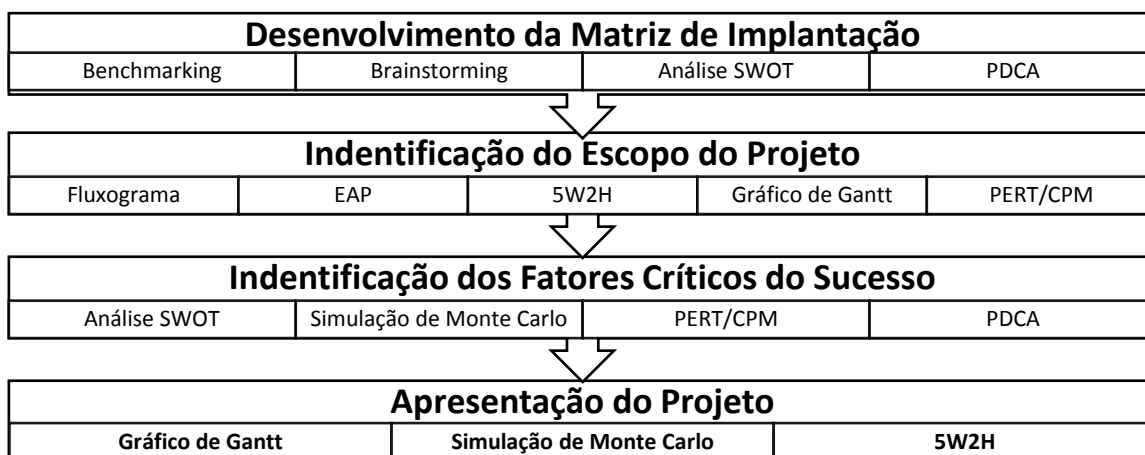 Desenvolvimento da Matriz de Implantação
Benchmarking Brainstorming Análise SWOT PDCA
Indentificação do Escopo do Projeto
Fluxograma EAP 5W2H Gráfico de Gantt PERT/CPM
Indentificação dos Fatores Críticos do Sucesso
Análise SWOT Simulação de Monte Carlo PERT/CPM PDCA
Apresentação do Projeto
Gráfico de Gantt Simulação de Monte Carlo 5W2H